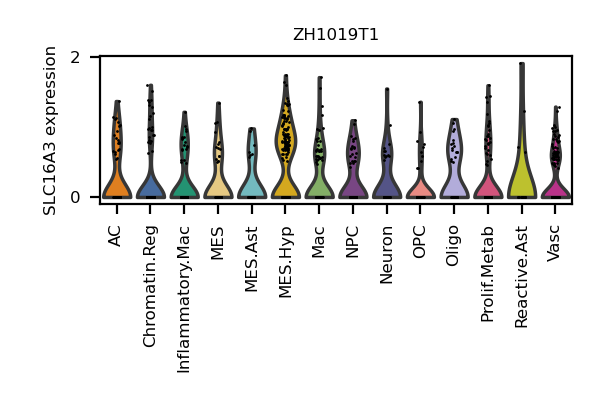 ZH1019T1
SLC16A3 expression
2
0
AC
Chromatin.Reg
Inflammatory.Mac
MES
MES.Ast
MES.Hyp
Mac
NPC
Neuron
OPC
Oligo
Prolif.Metab
Reactive.Ast
Vasc